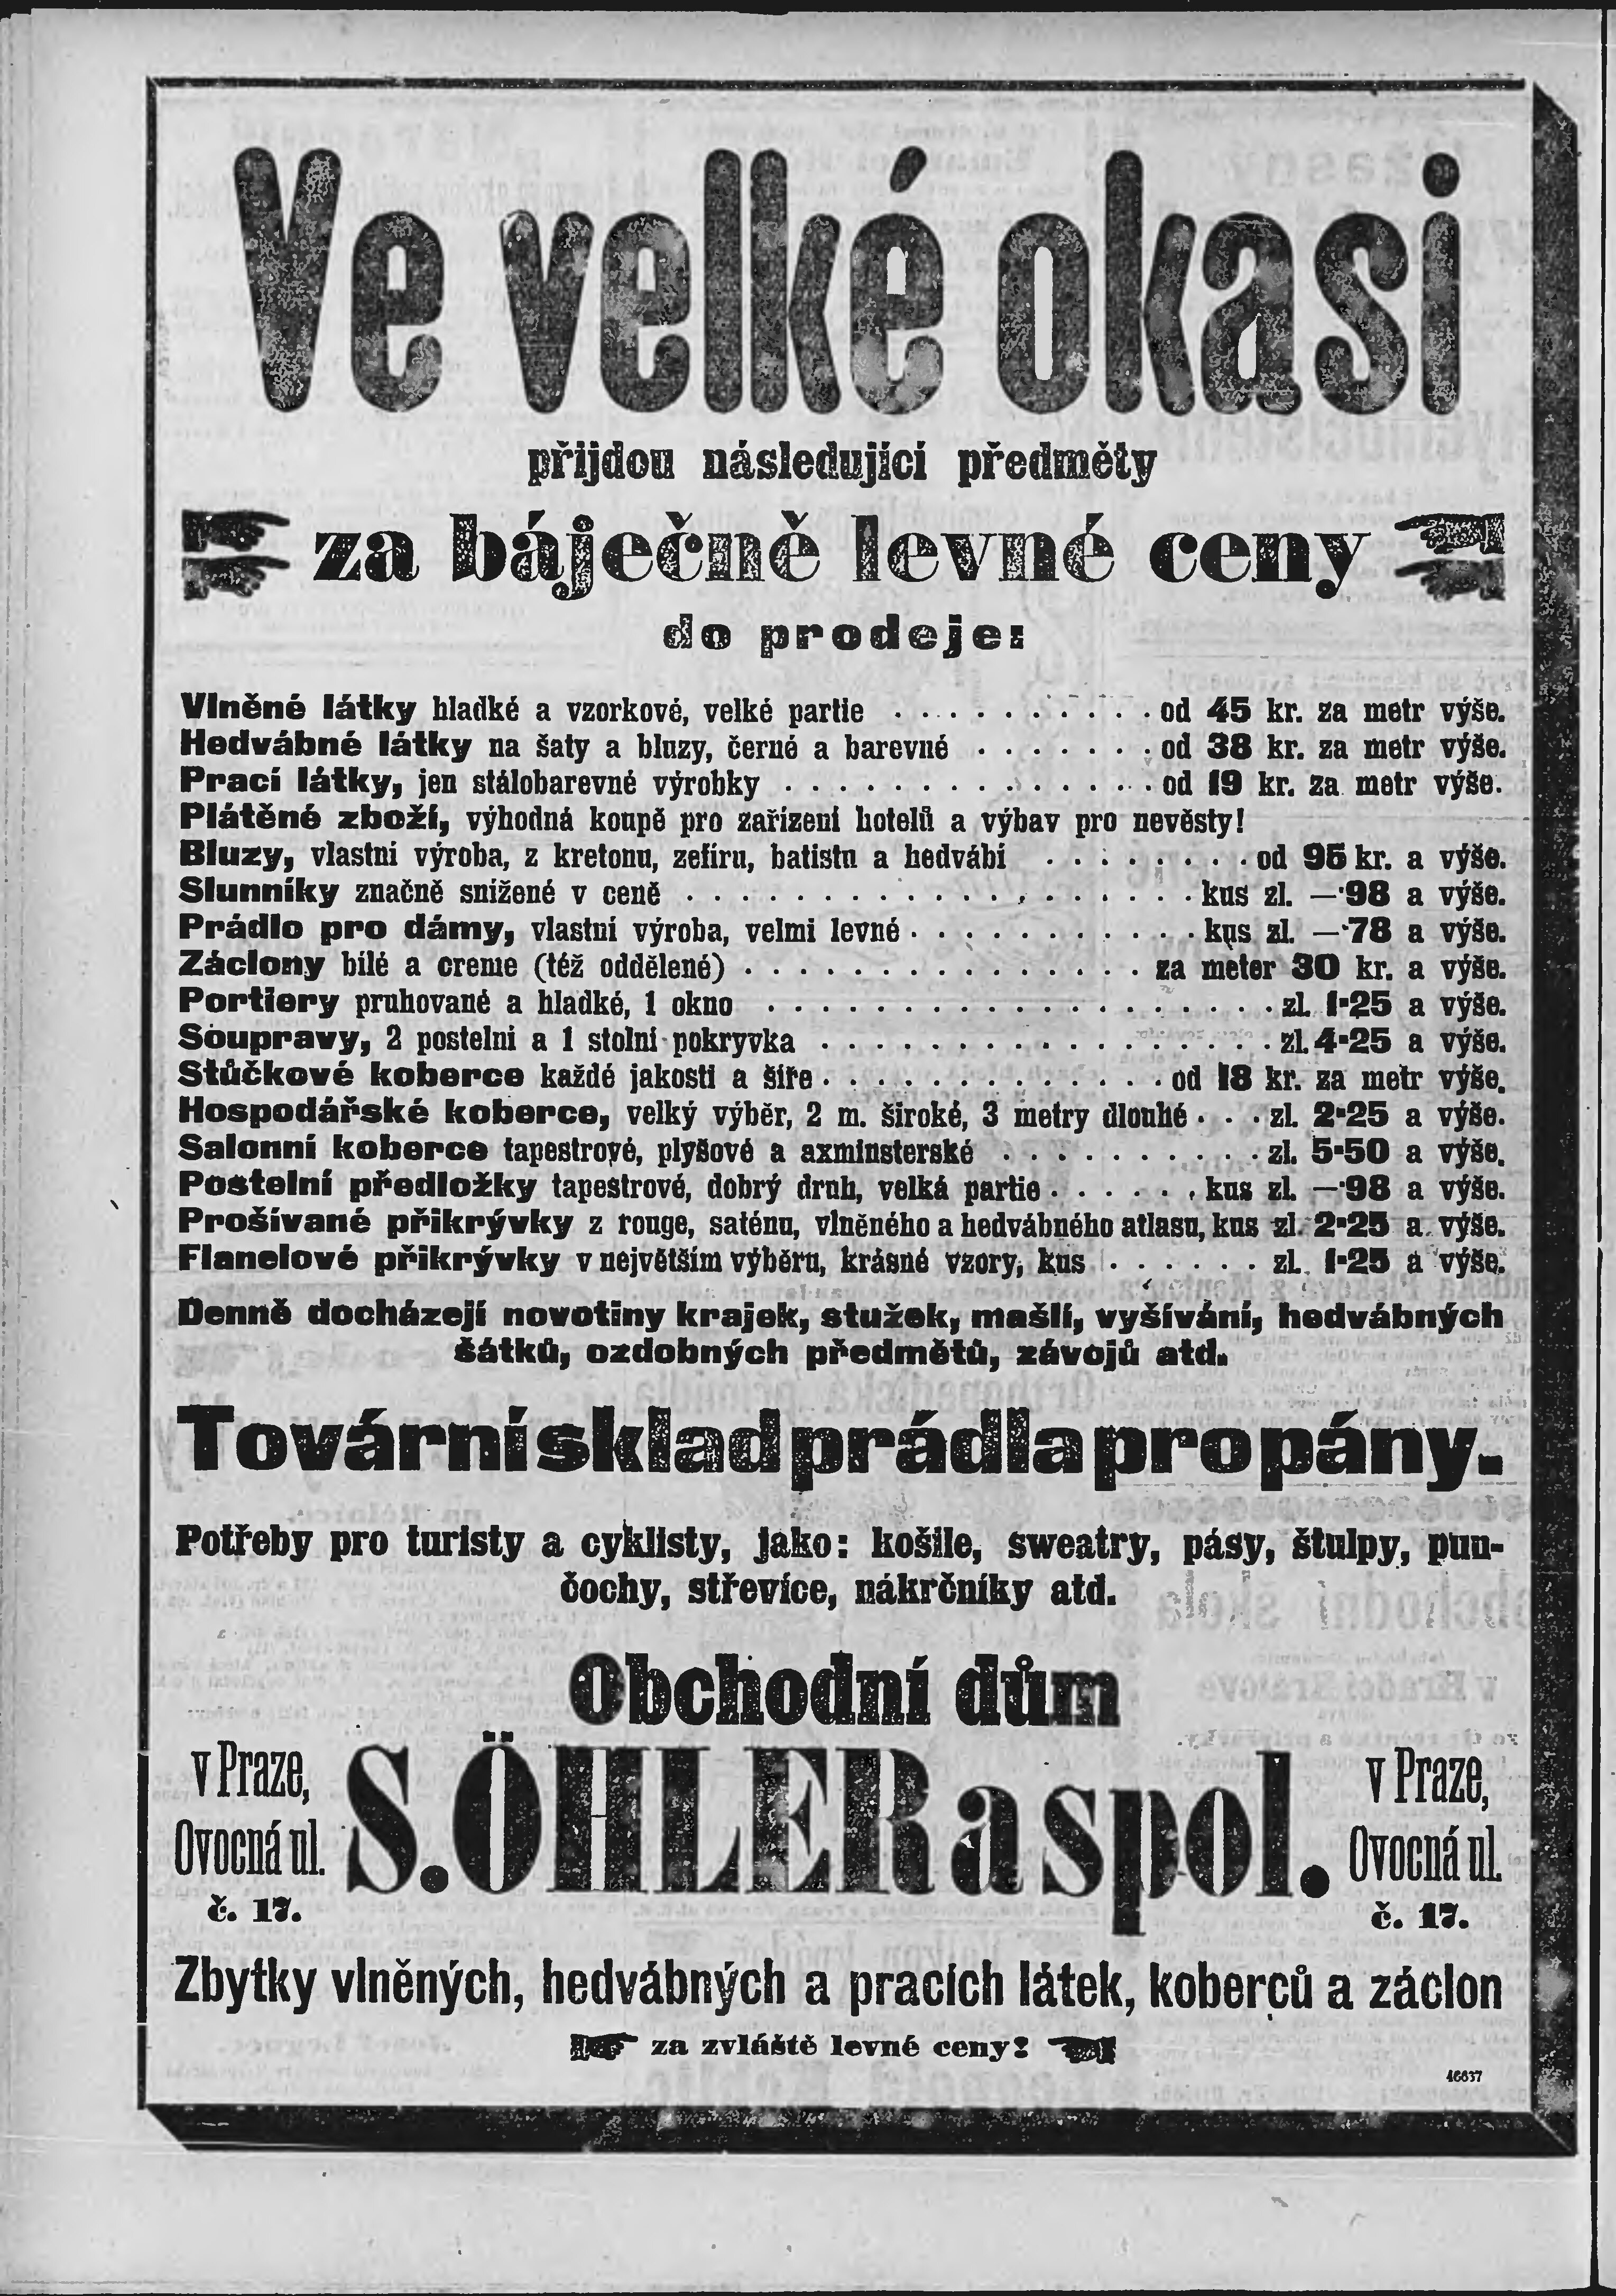 Ve velké okasi
přijdou následující předměty
za báječně levné ceny
do prodeje:
Vlněné látky hladké a vzorkové, velké partie . . . . . . . . . . od 45 kr. za metr výše.
Hedvábné látky na šaty a bluzy, černé a barevné . . . . . . . od 38 kr. za metr výše.
Prací látky, jen stálobarevné výrobky . . . . . . . . . . . . . . od 19 kr. za metr výše.
Plátěné zboží, výhodná koupě pro zařízení hotelů a výbav pro nevěsty!
Bluzy, vlastní výroba, z kretonu, zefíru, batistu a hedvábí . . . . . . . . od 95 kr. a výše.
Slunníky značně snížené v ceně . . . . . . . . . . . . . . . . . . . kus zl. —·98 a výše.
Prádlo pro dámy, vlastní výroba, velmi levné . . . . . . . . . . . kus zl. —·78 a výše.
Záclony bílé a creme (též oddělené) . . . . . . . . . . . . . . . za meter 30 kr. a výše.
Portiery pruhované a hladké, 1 okno . . . . . . . . . . . . . . . . . . . zl. 1·25 a výše.
Soupravy, 2 postelní a 1 stolní pokryvka . . . . . . . . . . . . . . . . . zl. 4·25 a výše.
Stůčkové koberce každé jakosti a šíře . . . . . . . . . . . . . od 18 kr. za metr výše.
Hospodářské koberce, velký výběr, 2 m. široké, 3 metry dlouhé . . . zl. 2·25 a výše.
Salonní koberce tapestrové, plyšové a axminsterské . . . . . . . . . . zl. 5·50 a výše.
Postelní předložky tapestrové, dobrý druh, velká partie . . . . . . kus zl. —·98 a výše.
Prošívané přikrývky z rouge, saténu, vlněného a hedvábného atlasu, kus zl. 2·25 a výše.
Flanelové přikrývky v největším výběru, krásné vzory, kus . . . . . . zl. 1·25 a výše.
Denně docházejí novotiny krajek, stužek, mašlí, vyšívání, hedvábných
šátků, ozdobných předmětů, závojů atd.
Tovární sklad prádla pro pány.
Potřeby pro turisty a cyklisty, jako: košile, sweatry, pásy, štulpy, pun-
čochy, střevíce, nákrčníky atd.
Obchodní dům
v Praze,
Ovocná ul.
č. 17.
S. ÖHLER a spol.
v Praze,
Ovocná ul.
č. 17.
Zbytky vlněných, hedvábných a pracích látek, koberců a záclon
za zvláště levné ceny!
46637